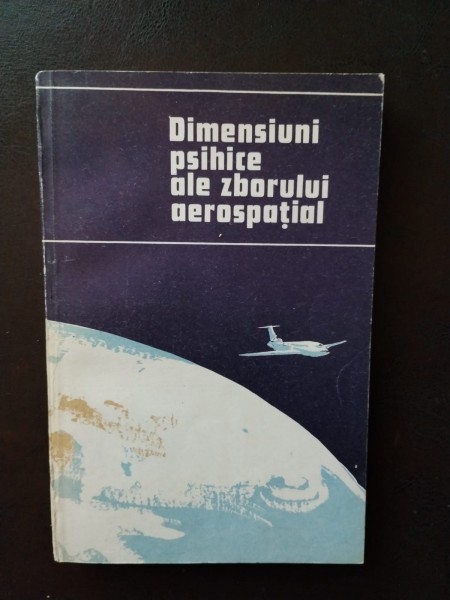 Dimensiuni
psihice
ale zborului
aerospațial